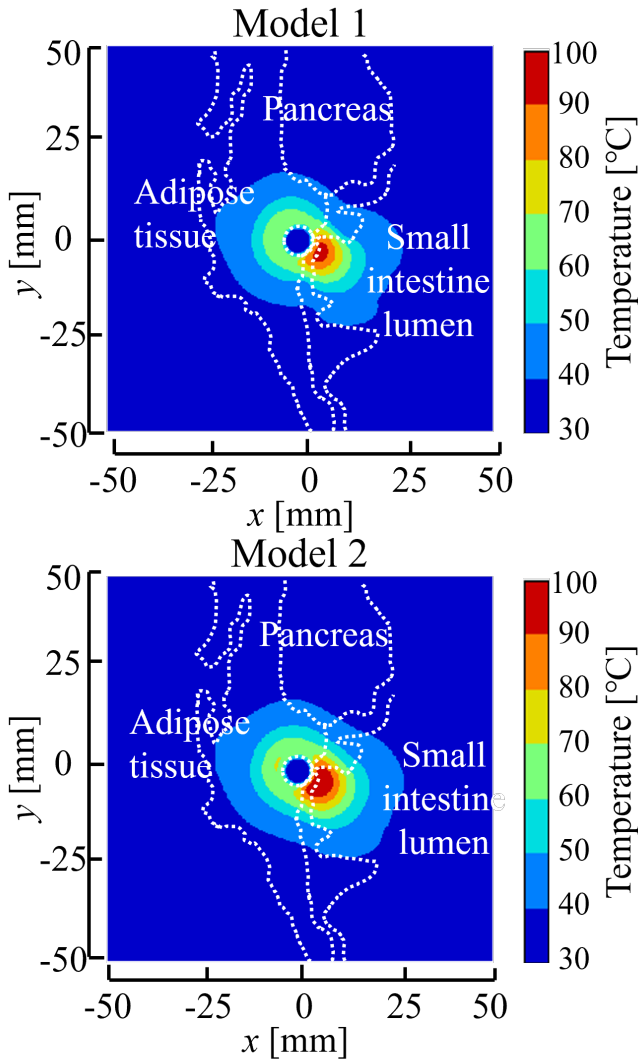 Model 1
50
25
0
-25
-50
y [mm]
Pancreas
Adipose
tissue
Small
intestine
lumen
-50
-25
0
25
50
x [mm]
100
90
80
70
60
50
40
30
Temperature [°C]
Model 2
50
25
0
-25
-50
y [mm]
Pancreas
Adipose
tissue
Small
intestine
lumen
-50
-25
0
25
50
x [mm]
100
90
80
70
60
50
40
30
Temperature [°C]